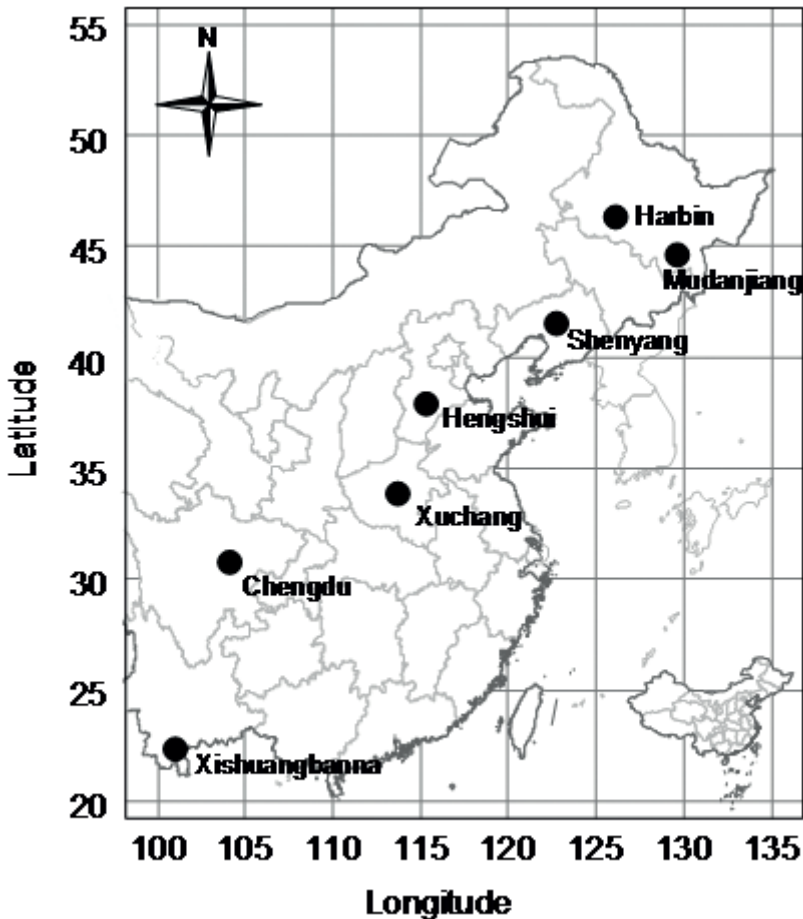 55
N
50
Harbin
45
Mudanjiang
Shenyang
40
Hengshui
35
Xuchang
30
Chengdu
25
Xishuangbanna
20
Latitude
100 105 110 115 120 125 130 135
Longitude